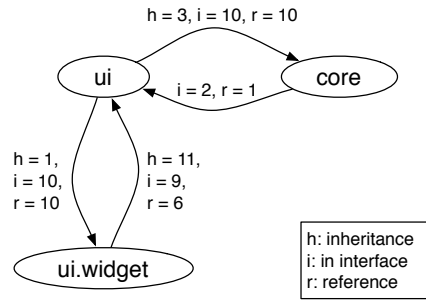 h = 3, i = 10, r = 10
ui
core
i = 2, r = 1
h = 1,
i = 10,
r = 10
h = 11,
i = 9,
r = 6
ui.widget
h: inheritance
i: in interface
r: reference